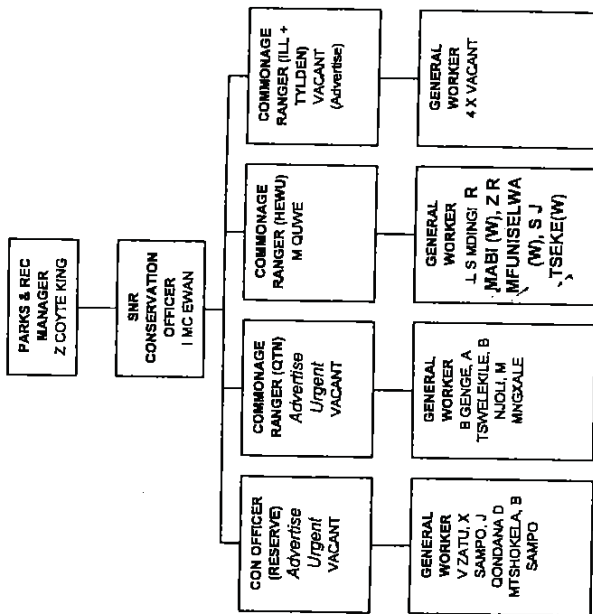 PARKS & REC
MANAGER
Z COYTE KING
SNR
CONSERVATION
OFFICER
I MC EWAN
CON OFFICER
(RESERVE)
Advertise
Urgent
VACANT
COMMONAGE
RANGER (QTN)
Advertise
Urgent
VACANT
COMMONAGE
RANGER (HEWU)
M QUWE
COMMONAGE
RANGER (ILL +
TYLDEN)
VACANT
(Advertise)
GENERAL
WORKER
V ZATU, X
SAMPO, J
QONDANA D
MTSHOKELA, B
SAMPO
GENERAL
WORKER
B GENGE, A
TSWELEKILE, B
NJOLI, M
MNGXALE
GENERAL
WORKER
S MDINGI R
MABI (W), Z R
MFUNISELWA
(W), S J
TSEKE(W)
GENERAL
WORKER
4 X VACANT